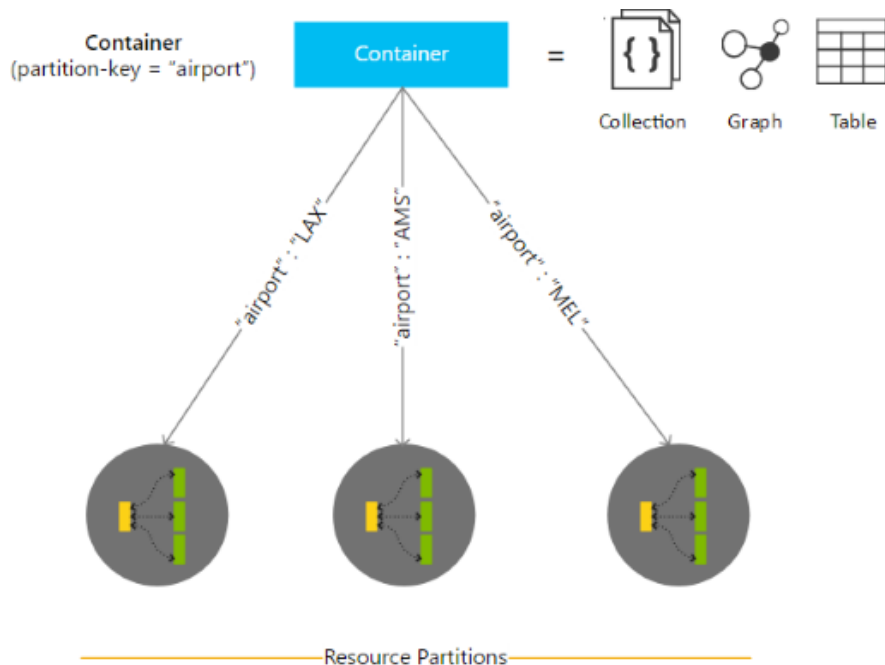 Container
(partition-key = “airport”)
Container
=
{ }
Collection
Graph
Table
“airport” : “LAX”
“airport” : “AMS”
“airport” : “MEL”
Resource Partitions